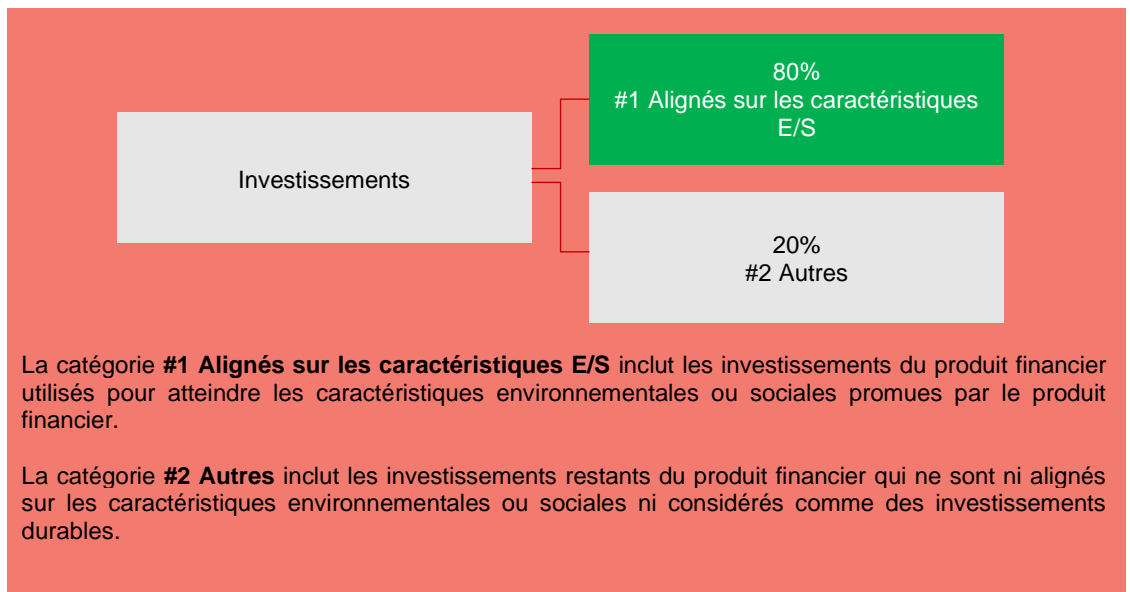 80%
#1 Alignés sur les caractéristiques
E/S
Investissements
20%
#2 Autres
La catégorie #1 Alignés sur les caractéristiques E/S inclut les investissements du produit financier
utilisés pour atteindre les caractéristiques environnementales ou sociales promues par le produit
financier.
La catégorie #2 Autres inclut les investissements restants du produit financier qui ne sont ni alignés
sur les caractéristiques environnementales ou sociales ni considérés comme des investissements
durables.